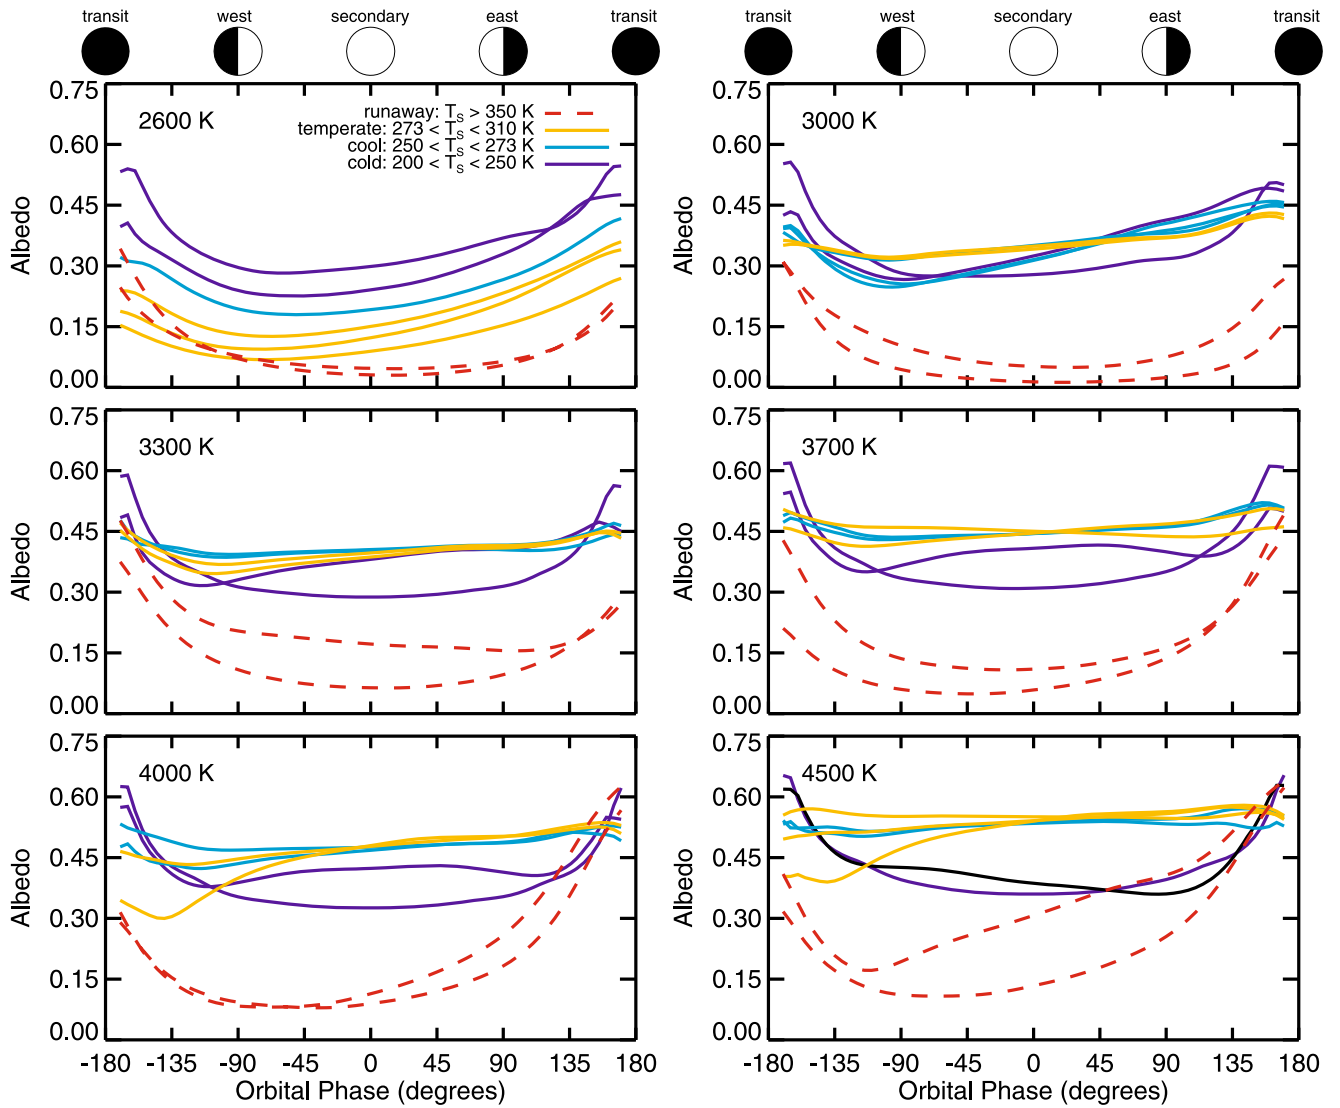 transit west secondary east transit
transit west secondary east transit
0.75
0.60
0.45
0.30
0.15
0.00
Albedo
2600 K
runaway: Tₛ > 350 K
temperate: 273 < Tₛ < 310 K
cool: 250 < Tₛ < 273 K
cold: 200 < Tₛ < 250 K
0.75
0.60
0.45
0.30
0.15
0.00
Albedo
3000 K
0.75
0.60
0.45
0.30
0.15
0.00
Albedo
3300 K
0.75
0.60
0.45
0.30
0.15
0.00
Albedo
3700 K
0.75
0.60
0.45
0.30
0.15
0.00
Albedo
4000 K
-180 -135 -90 -45 0 45 90 135 180
Orbital Phase (degrees)
0.75
0.60
0.45
0.30
0.15
0.00
Albedo
4500 K
-180 -135 -90 -45 0 45 90 135 180
Orbital Phase (degrees)